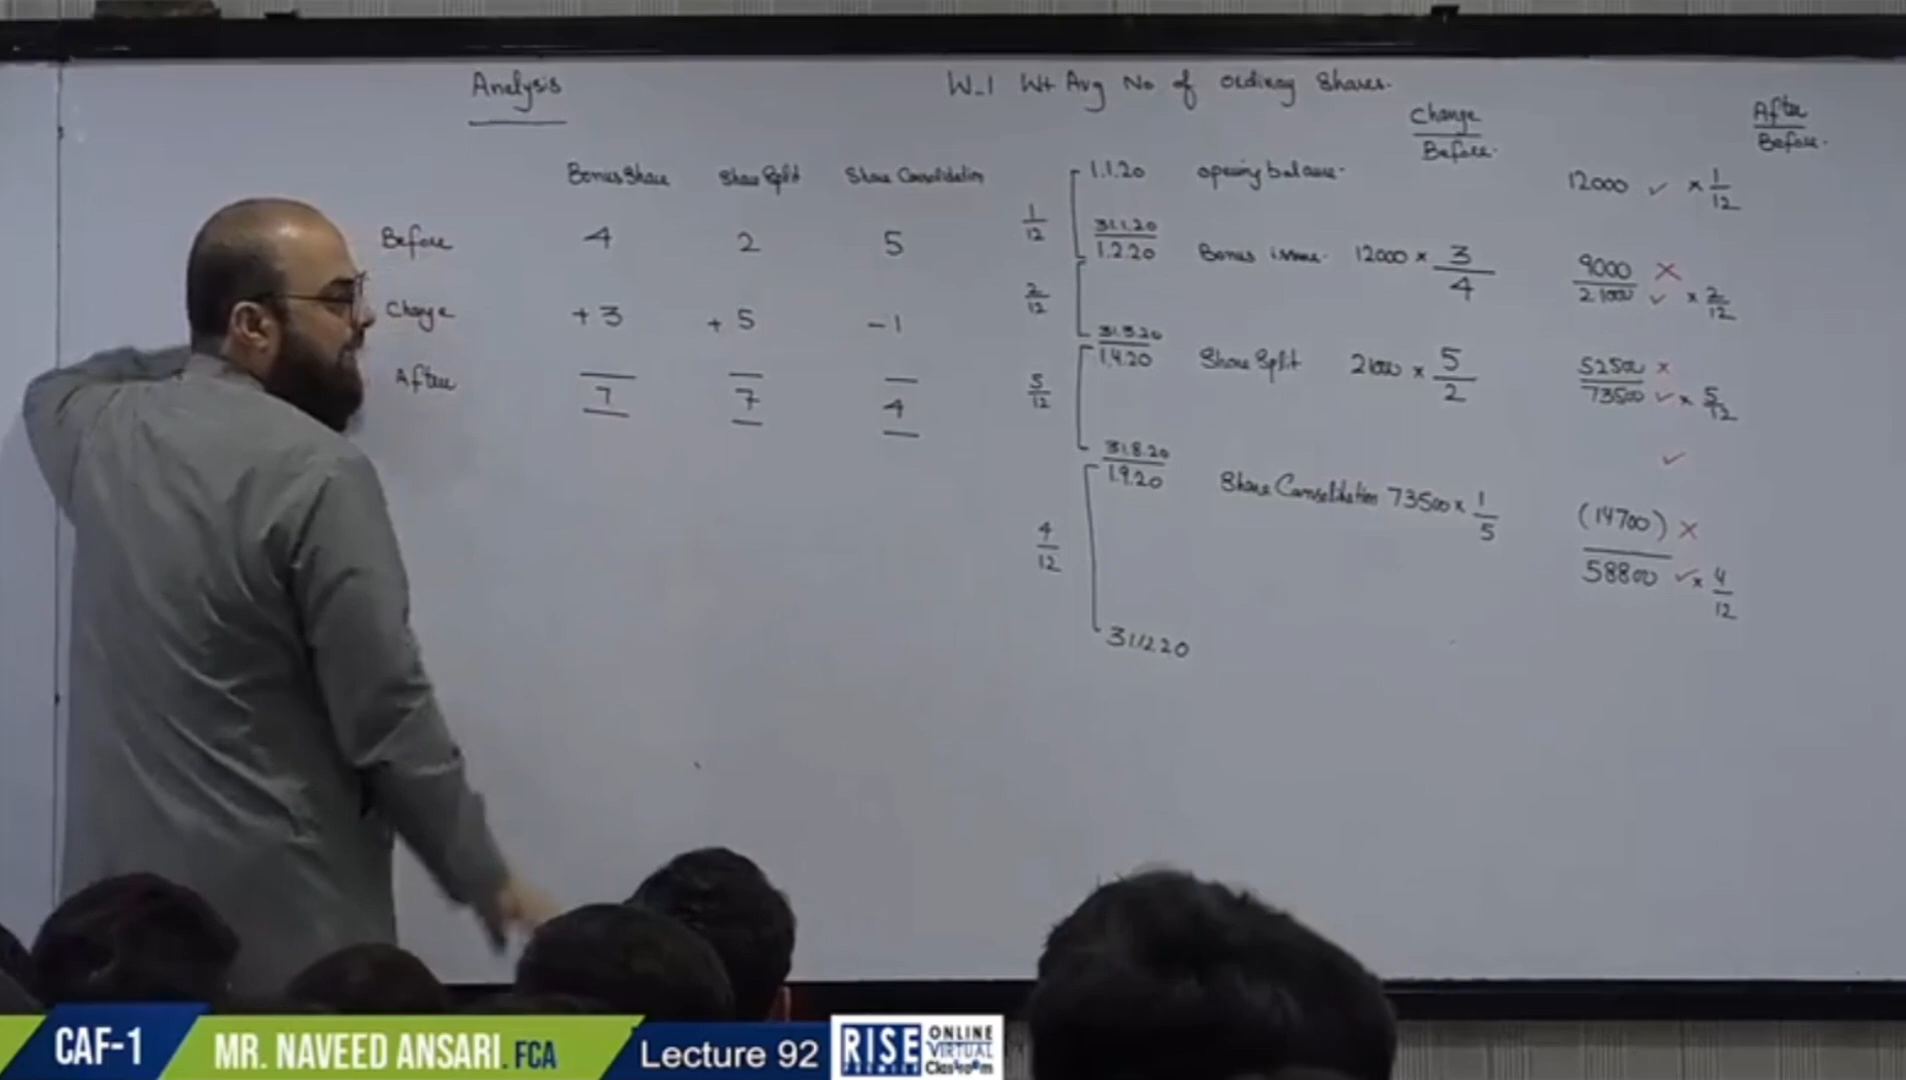 Analysis
Bonus Share Share Split Share Consolidation
Before 4 2 5
Change +3 +5 -1
After 7 7 4
W-1 Wt Avg No of ordinary Shares.
Change
Before
After
Before
1/12
1.1.20 opening balance 12000 ✓ × 1/12
31.1.20
1.2.20 Bonus issue 12000 × 3/4 9000 ×
21000 ✓ × 2/12
2/12
31.3.20
1.4.20 Share Split 21000 × 5/2 52500 ×
73500 ✓ × 5/12
5/12
31.8.20 ✓
1.9.20 Share Consolidation 73500 × 1/5 (14700) ×
58800 ✓ × 4/12
4/12
31.12.20
CAF-1
MR. NAVEED ANSARI. FCA
Lecture 92
RISE
PREMIER
ONLINE
VIRTUAL
Classroom